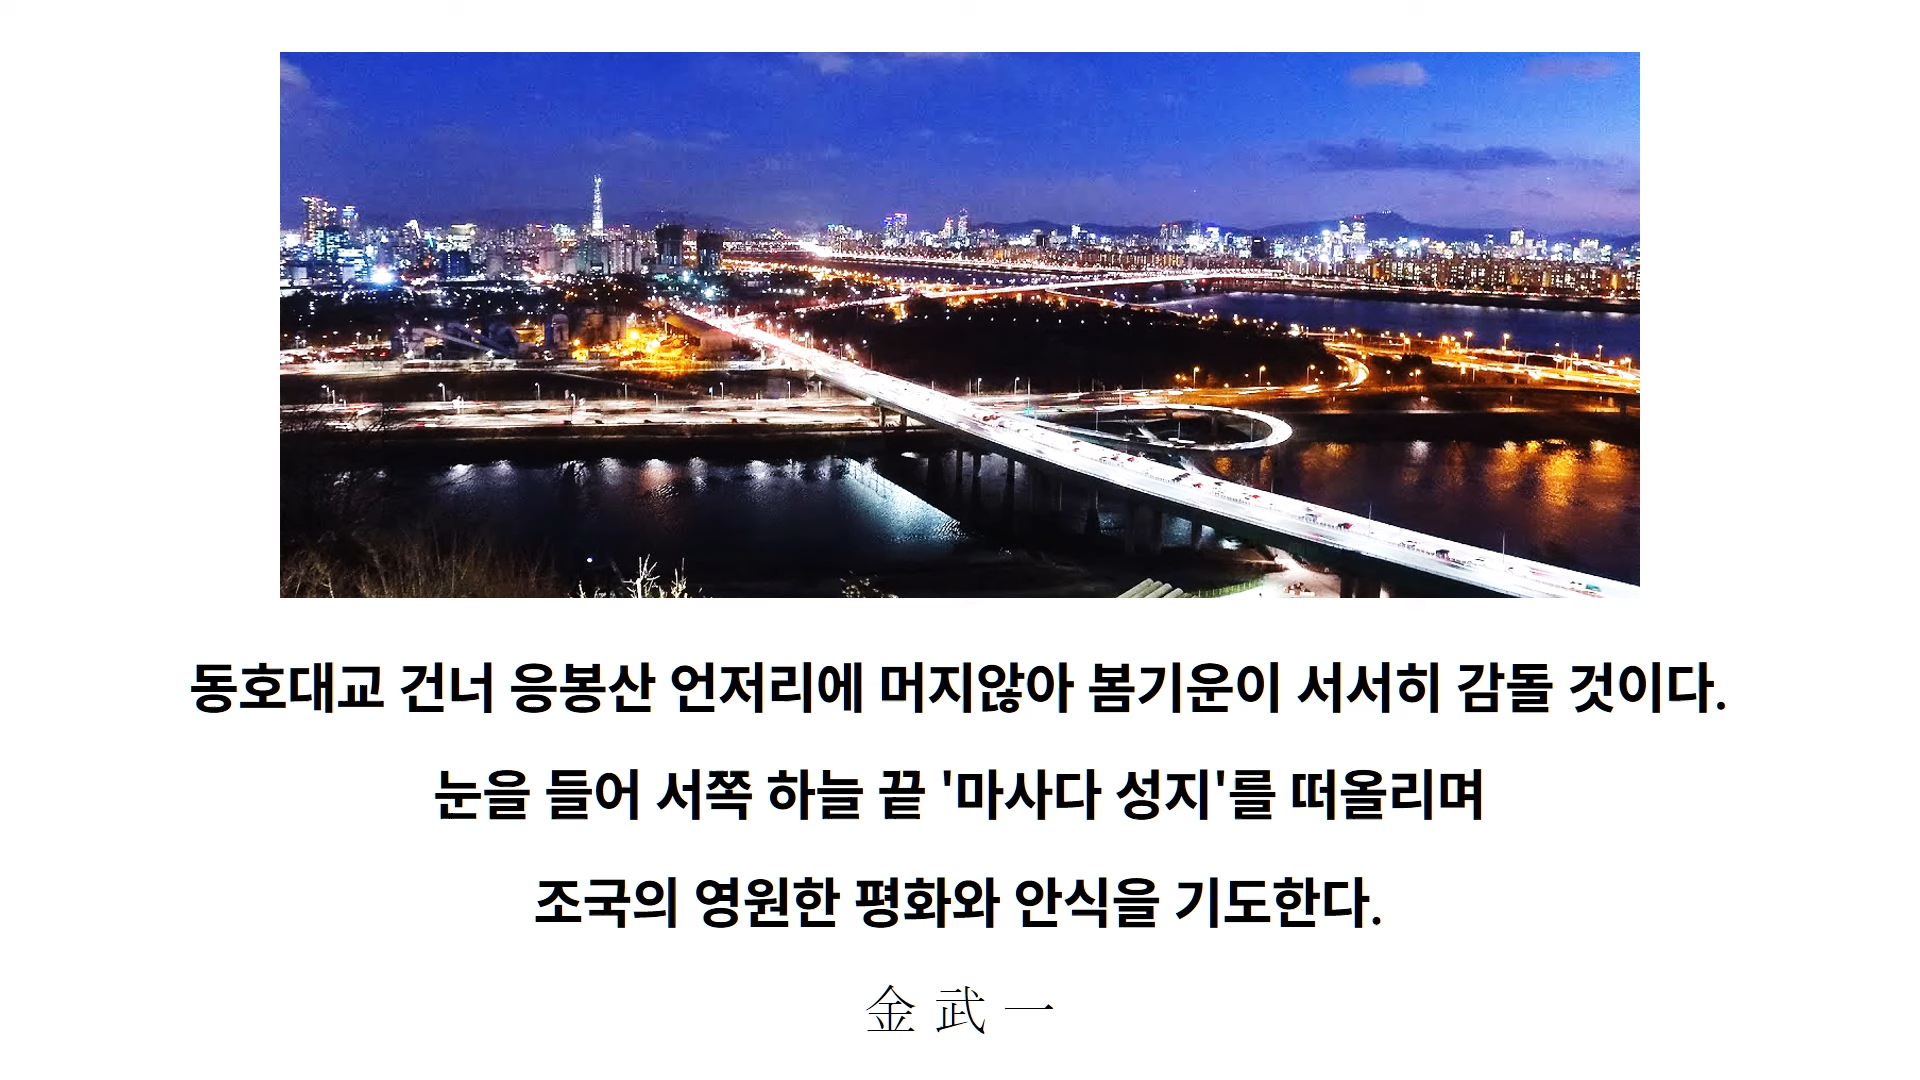 동호대교 건너 응봉산 언저리에 머지않아 봄기운이 서서히 감돌 것이다.
눈을 들어 서쪽 하늘 끝 '마사다 성지'를 떠올리며
조국의 영원한 평화와 안식을 기도한다.
金 武 一